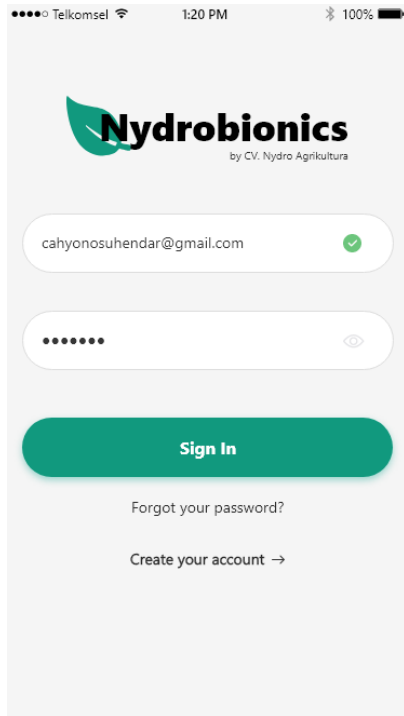 Telkomsel 1:20 PM 100%
Nydrobionics
by CV. Nydro Agrikultura
cahyonosuhendar@gmail.com
•••••••
Sign In
Forgot your password?
Create your account →